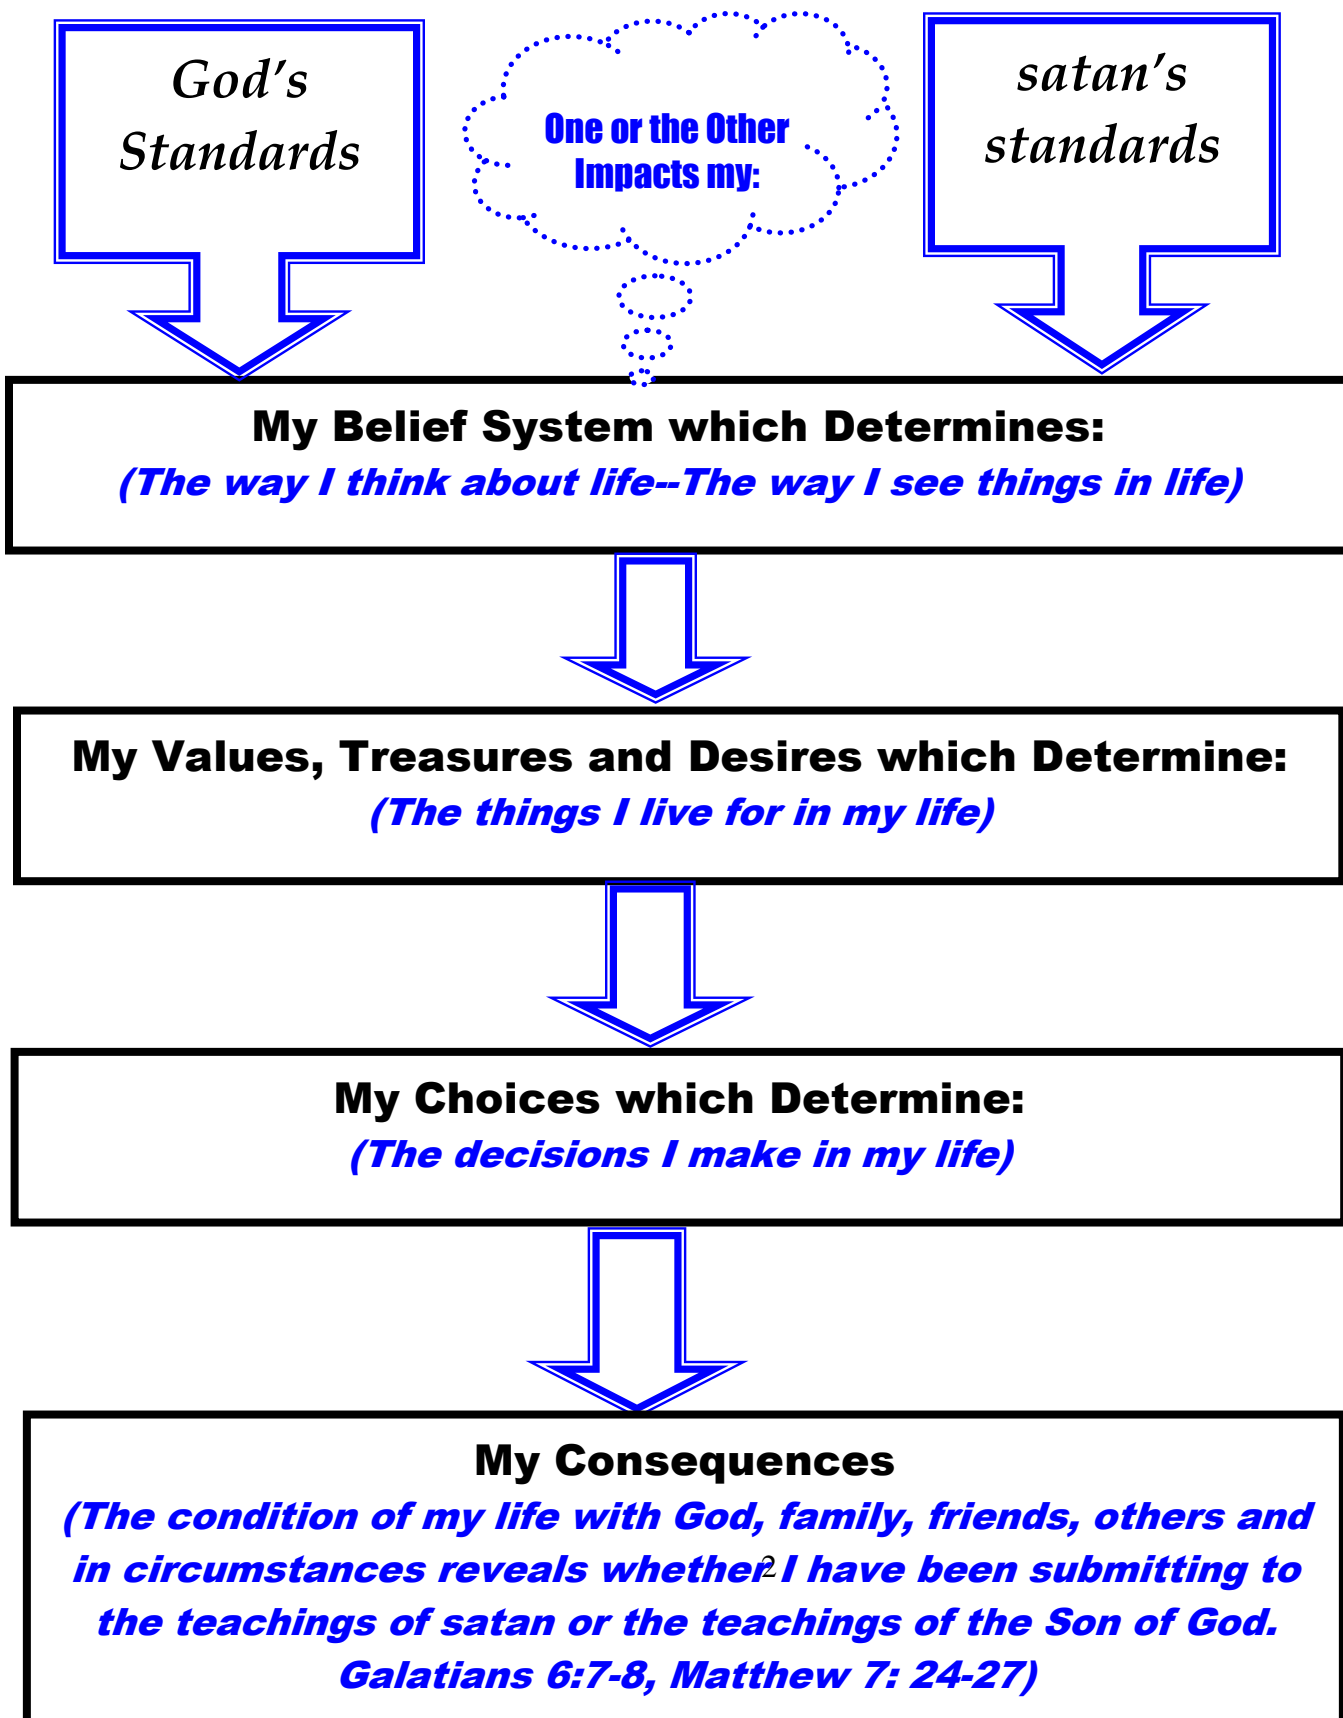 God's
Standards
One or the Other
Impacts my:
satan's
standards
My Belief System which Determines:
(The way I think about life--The way I see things in life)
My Values, Treasures and Desires which Determine:
(The things I live for in my life)
My Choices which Determine:
(The decisions I make in my life)
My Consequences
(The condition of my life with God, family, friends, others and
in circumstances reveals whether I have been submitting to
2
the teachings of satan or the teachings of the Son of God.
Galatians 6:7-8, Matthew 7: 24-27)